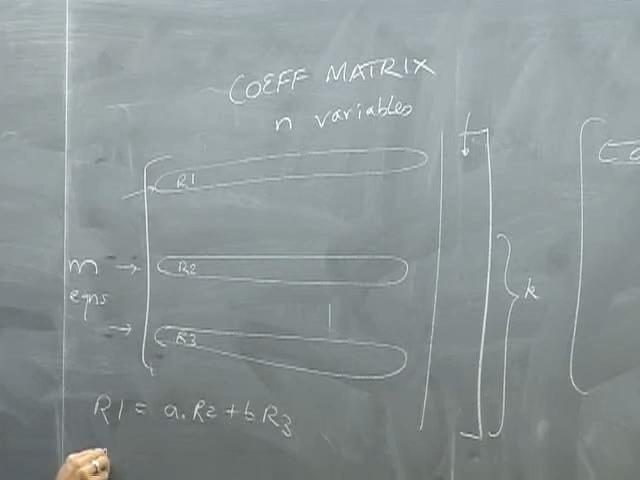 COEFF MATRIX
n variables
R1
m
eqns
R2
k
R3
R1 = a.R2 + b.R3